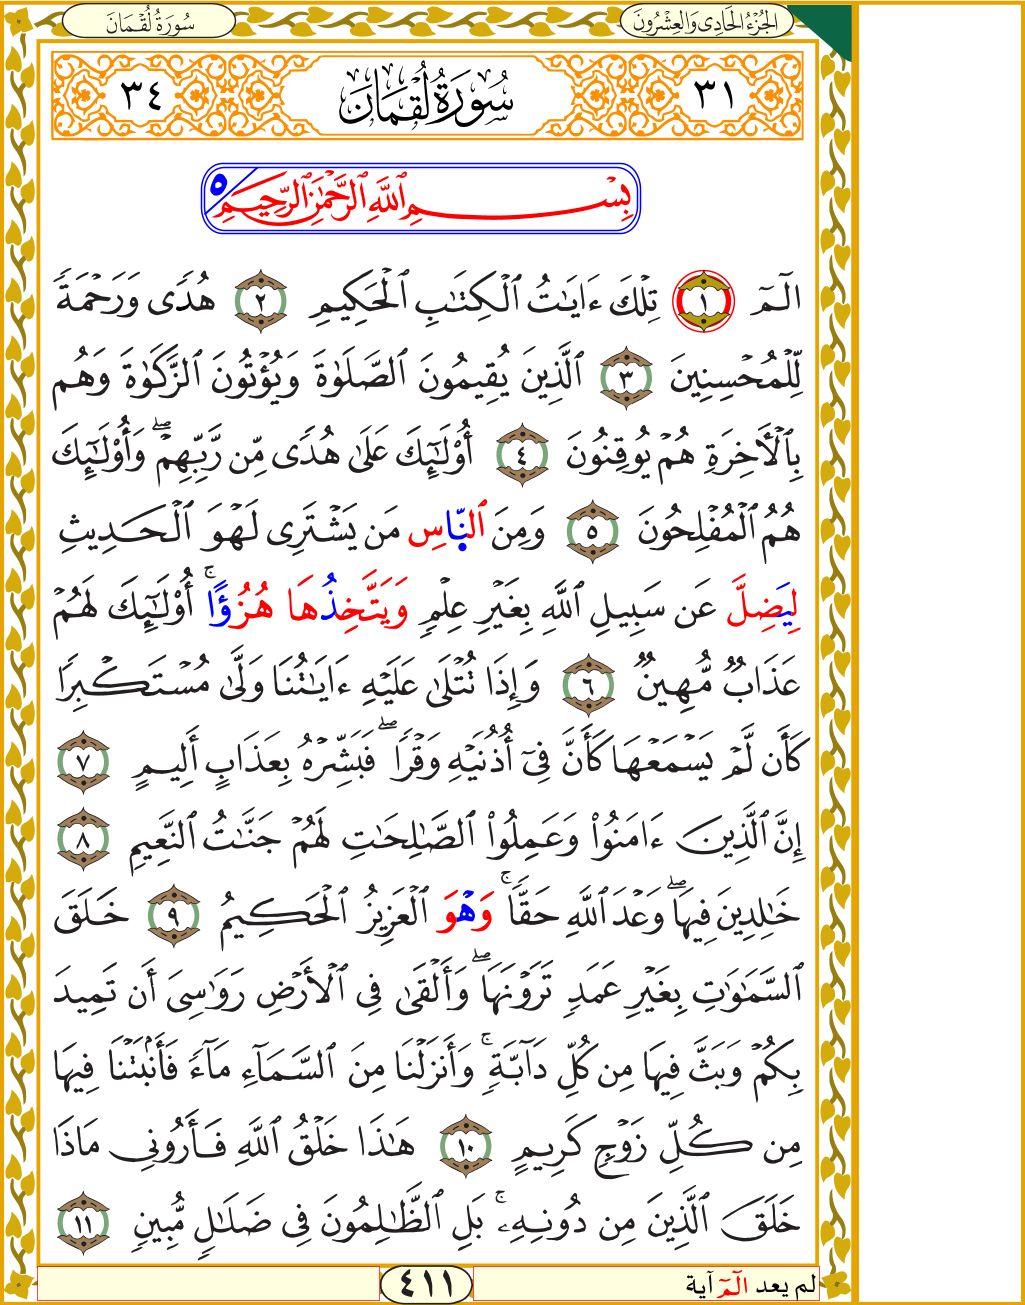 الجُزْءُ الحَادِى وَالعِشْرُونَ
سُورَةُ لُقْمَانَ
٣١ سُورَةُ لُقْمَانَ ٣٤
بِسْمِ ٱللَّهِ ٱلرَّحْمَٰنِ ٱلرَّحِيمِ ٥
الٓمٓ ١ تِلْكَ ءَايَٰتُ ٱلْكِتَٰبِ ٱلْحَكِيمِ ٢ هُدًى وَرَحْمَةً
لِّلْمُحْسِنِينَ ٣ ٱلَّذِينَ يُقِيمُونَ ٱلصَّلَوٰةَ وَيُؤْتُونَ ٱلزَّكَوٰةَ وَهُم
بِٱلْأَخِرَةِ هُمْ يُوقِنُونَ ٤ أُوْلَٰٓئِكَ عَلَىٰ هُدًى مِّن رَّبِّهِمْۖ وَأُوْلَٰٓئِكَ
هُمُ ٱلْمُفْلِحُونَ ٥ وَمِنَ ٱلنَّاسِ مَن يَشْتَرِى لَهْوَ ٱلْحَدِيثِ
لِيَضِلَّ عَن سَبِيلِ ٱللَّهِ بِغَيْرِ عِلْمٍ وَيَتَّخِذُهَا هُزُؤًاۚ أُوْلَٰٓئِكَ لَهُمْ
عَذَابٌ مُّهِينٌ ٦ وَإِذَا تُتْلَىٰ عَلَيْهِ ءَايَٰتُنَا وَلَّىٰ مُسْتَكْبِرًا
كَأَن لَّمْ يَسْمَعْهَا كَأَنَّ فِىٓ أُذُنَيْهِ وَقْرًاۖ فَبَشِّرْهُ بِعَذَابٍ أَلِيمٍ ٧
إِنَّ ٱلَّذِينَ ءَامَنُوا۟ وَعَمِلُوا۟ ٱلصَّٰلِحَٰتِ لَهُمْ جَنَّٰتُ ٱلنَّعِيمِ ٨
خَٰلِدِينَ فِيهَاۖ وَعْدَ ٱللَّهِ حَقًّاۚ وَهْوَ ٱلْعَزِيزُ ٱلْحَكِيمُ ٩ خَلَقَ
ٱلسَّمَٰوَٰتِ بِغَيْرِ عَمَدٍ تَرَوْنَهَاۖ وَأَلْقَىٰ فِى ٱلْأَرْضِ رَوَٰسِىَ أَن تَمِيدَ
بِكُمْ وَبَثَّ فِيهَا مِن كُلِّ دَآبَّةٍۚ وَأَنزَلْنَا مِنَ ٱلسَّمَآءِ مَآءً فَأَنۢبَتْنَا فِيهَا
مِن كُلِّ زَوْجٍ كَرِيمٍ ١٠ هَٰذَا خَلْقُ ٱللَّهِ فَأَرُونِى مَاذَا
خَلَقَ ٱلَّذِينَ مِن دُونِهِۦۚ بَلِ ٱلظَّٰلِمُونَ فِى ضَلَٰلٍ مُّبِينٍ ١١
لم يعد الٓمٓ آية
٤١١